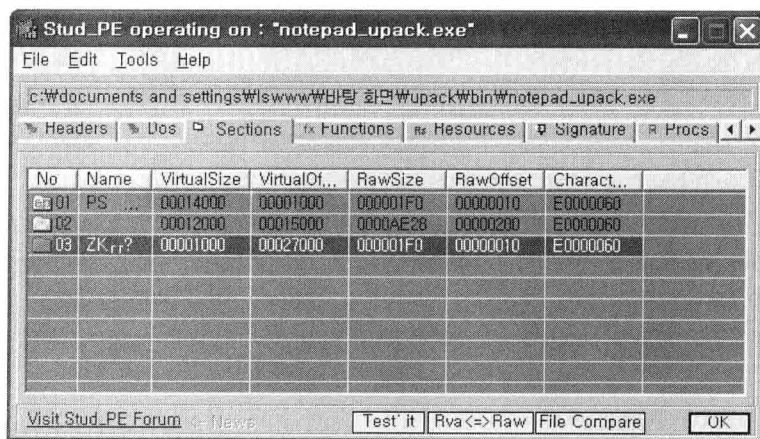 Stud_PE operating on : "notepad_upack.exe"
File Edit Tools Help
c:₩documents and settings₩lswww₩바탕 화면₩upack₩bin₩notepad_upack.exe
Headers Dos Sections Functions Resources Signature Procs
No Name VirtualSize VirtualOf... RawSize RawOffset Charact...
01 PS ... 00014000 00001000 000001F0 00000010 E0000060
02 00012000 00015000 0000AE28 00000200 E0000060
03 ZKrr? 00001000 00027000 000001F0 00000010 E0000060
Visit Stud_PE Forum <- News Test' it Rva<=>Raw File Compare OK